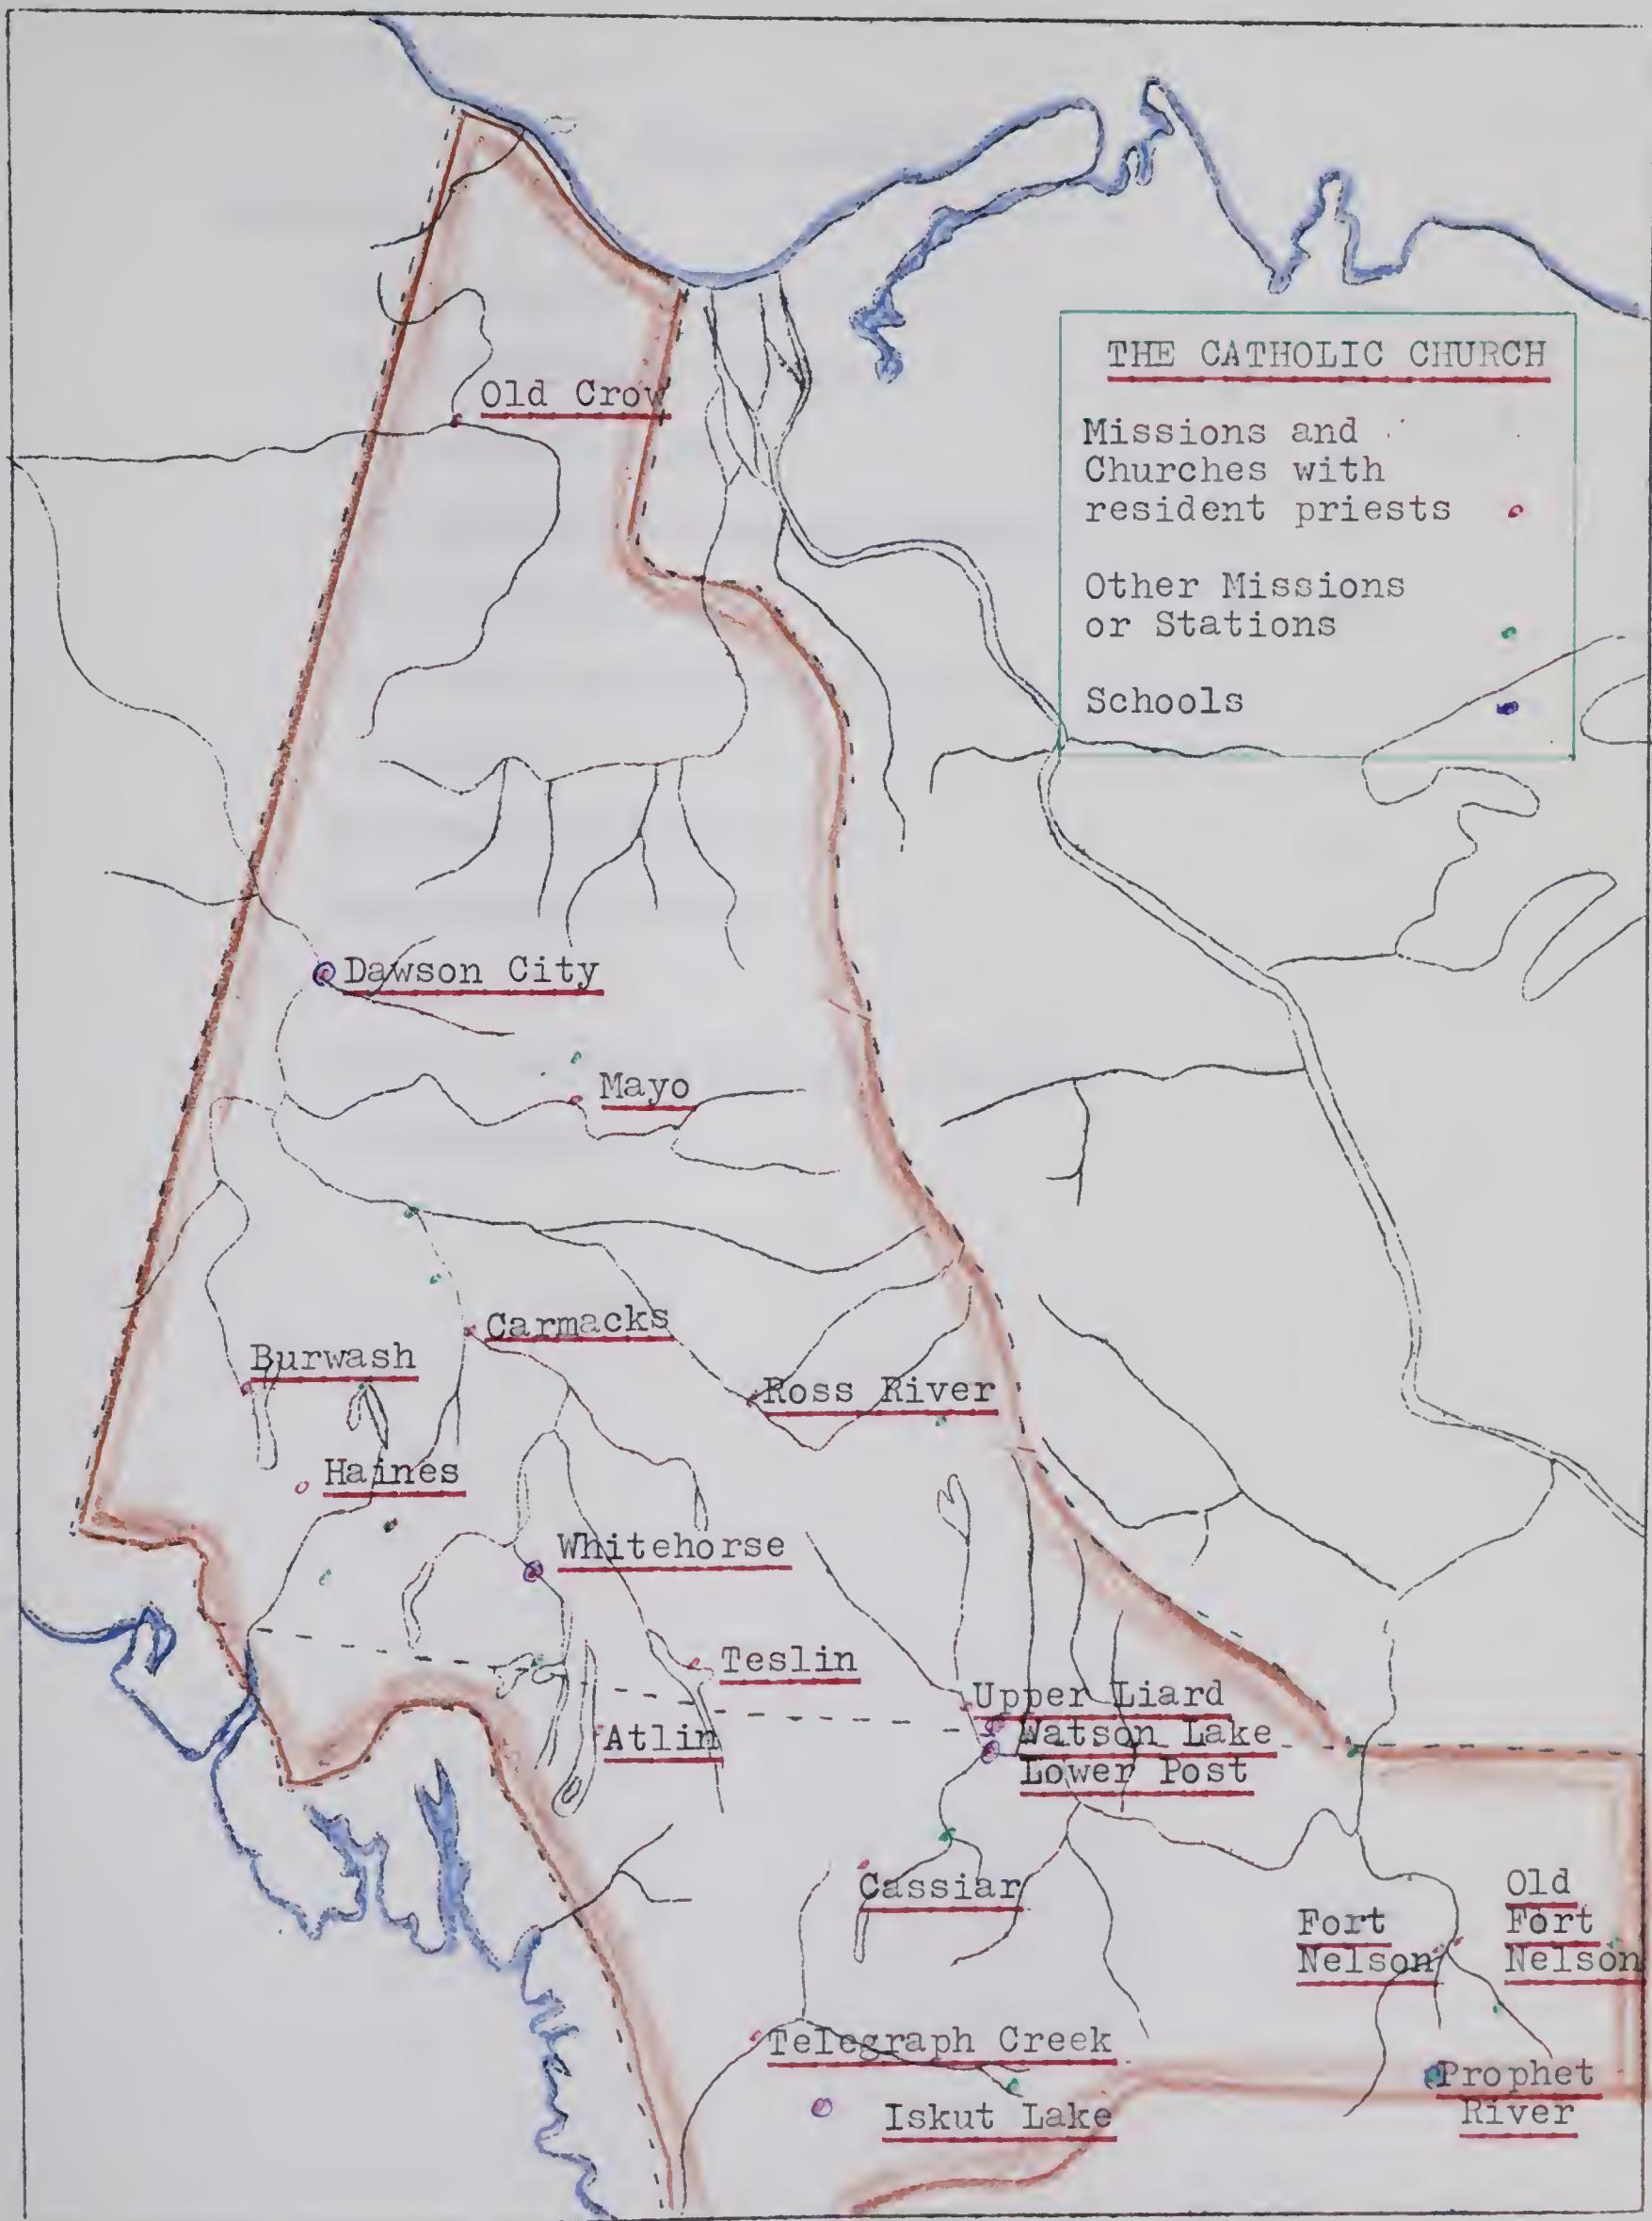 THE CATHOLIC CHURCH
Missions and
Churches with
resident priests
Other Missions
or Stations
Schools
Old Crow
Dawson City
Mayo
Carmacks
Burwash
Ross River
Haines
Whitehorse
Teslin
Upper Liard
Watson Lake
Lower Post
Atlin
Cassiar
Fort
Nelson
Old
Fort
Nelson
Telegraph Creek
Iskut Lake
Prophet
River